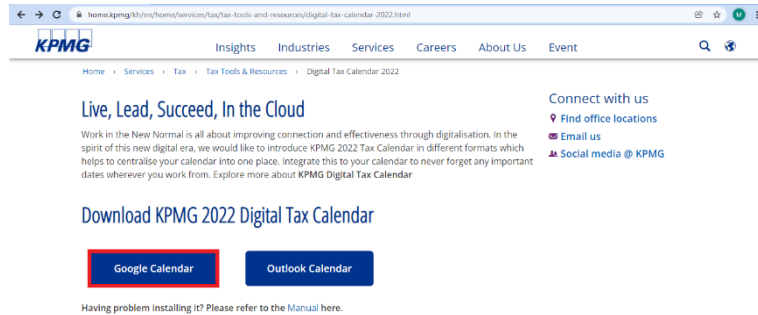 home.kpmg/kh/en/home/services/tax/tax-tools-and-resources/digital-tax-calendar-2022.html
M
KPMG
Insights Industries Services Careers About Us Event
Home › Services › Tax › Tax Tools & Resources › Digital Tax Calendar 2022
Live, Lead, Succeed, In the Cloud
Work in the New Normal is all about improving connection and effectiveness through digitalisation. In the
spirit of this new digital era, we would like to introduce KPMG 2022 Tax Calendar in different formats which
helps to centralise your calendar into one place. Integrate this to your calendar to never forget any important
dates wherever you work from. Explore more about KPMG Digital Tax Calendar
Connect with us
Find office locations
Email us
Social media @ KPMG
Download KPMG 2022 Digital Tax Calendar
Google Calendar Outlook Calendar
Having problem installing it? Please refer to the Manual here.